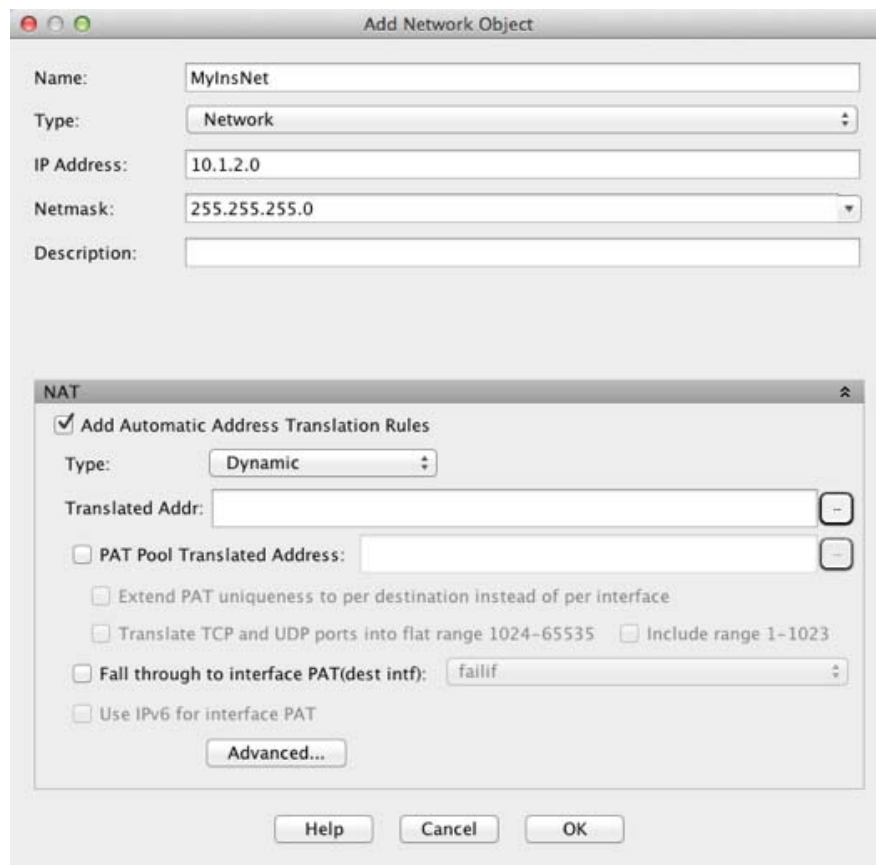 Add Network Object
Name: MyInsNet
Type: Network
IP Address: 10.1.2.0
Netmask: 255.255.255.0
Description:
NAT
Add Automatic Address Translation Rules
Type: Dynamic
Translated Addr: ...
PAT Pool Translated Address: ...
Extend PAT uniqueness to per destination instead of per interface
Translate TCP and UDP ports into flat range 1024-65535 Include range 1-1023
Fall through to interface PAT(dest intf): failif
Use IPv6 for interface PAT
Advanced...
Help Cancel OK